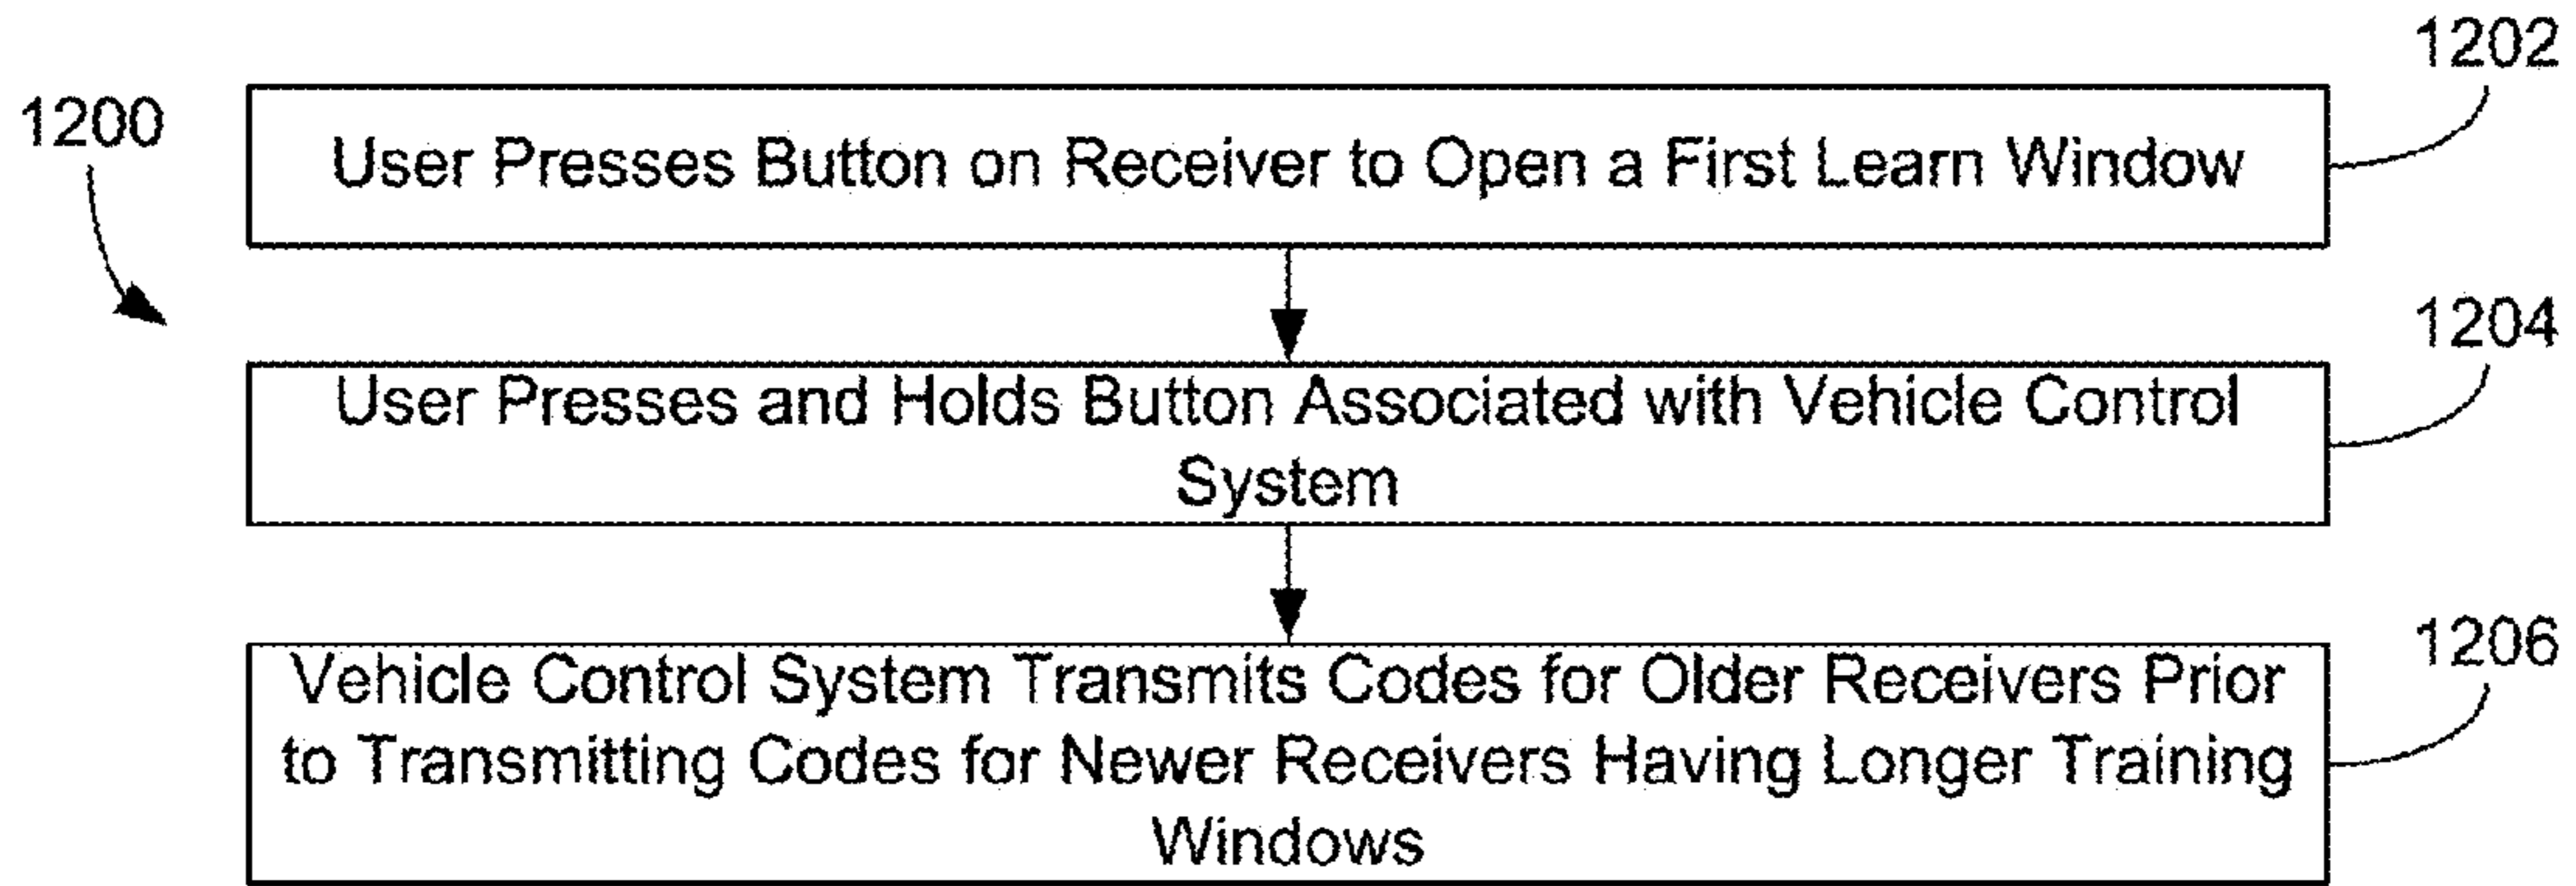 1202
1200
User Presses Button on Receiver to Open a First Learn Window
1204
User Presses and Holds Button Associated with Vehicle Control
System
1206
Vehicle Control System Transmits Codes for Older Receivers Prior
to Transmitting Codes for Newer Receivers Having Longer Training
Windows